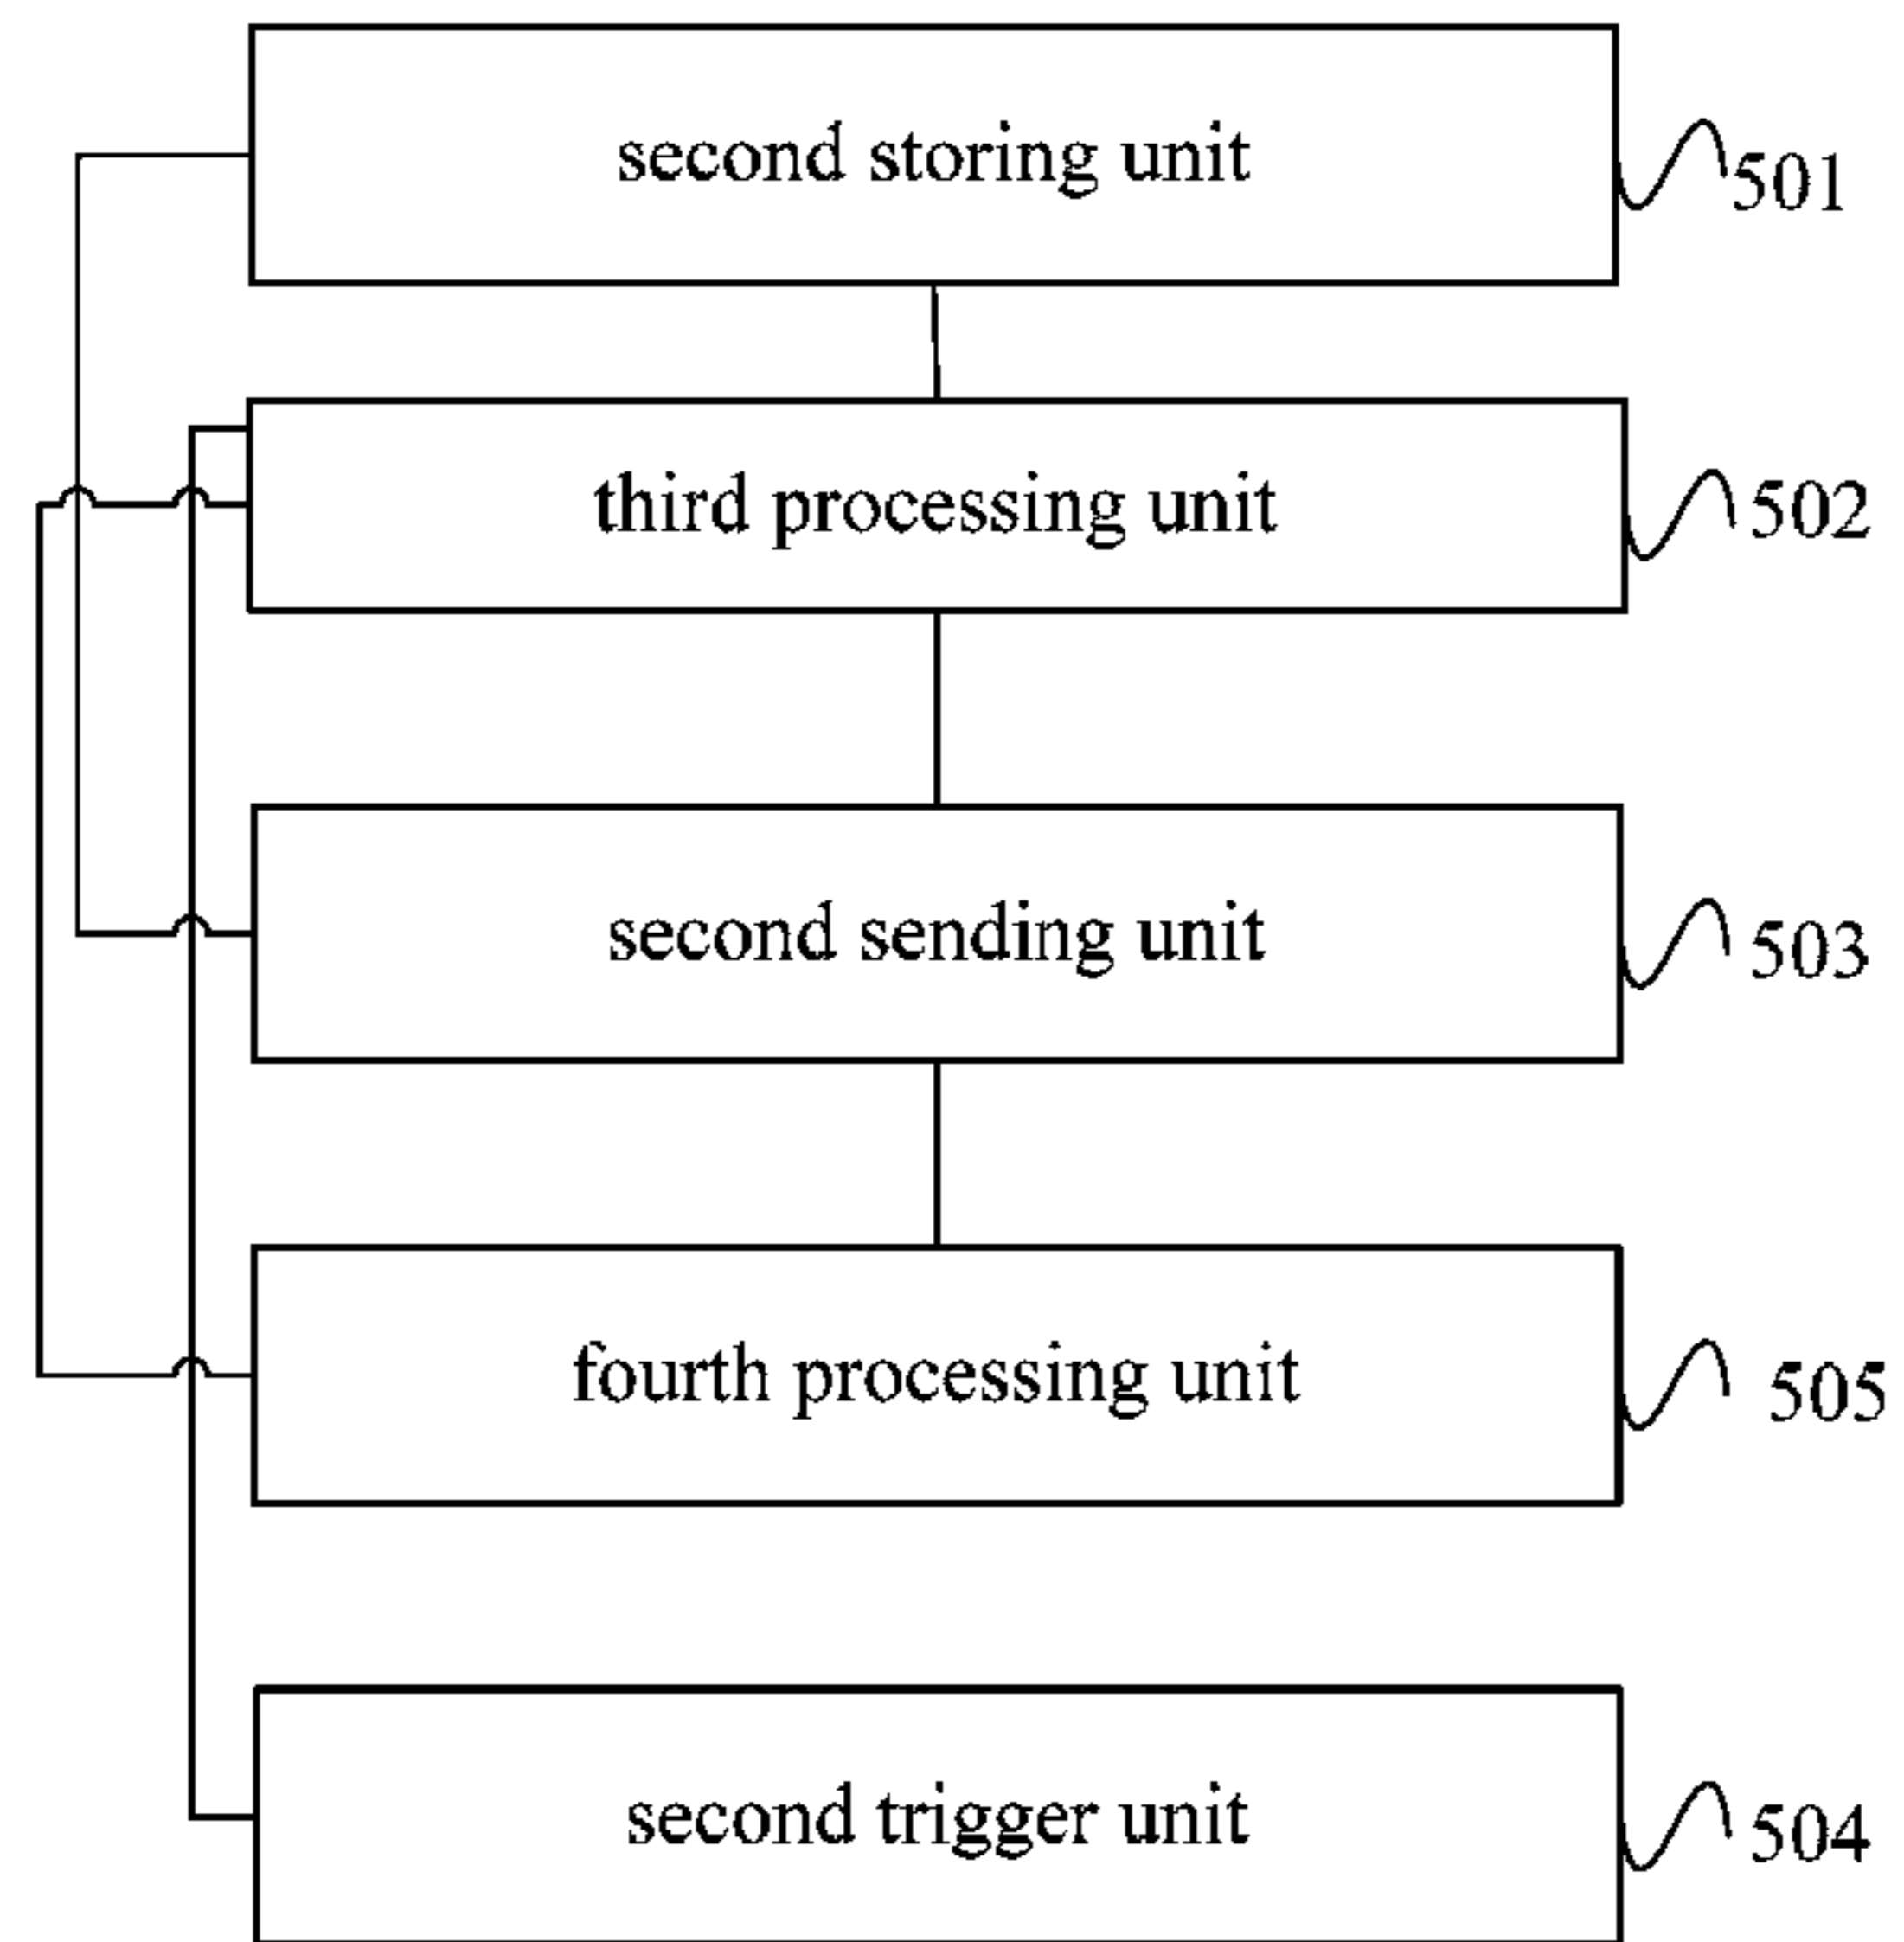 second storing unit
501
third processing unit
502
second sending unit
503
fourth processing unit
505
second trigger unit
504